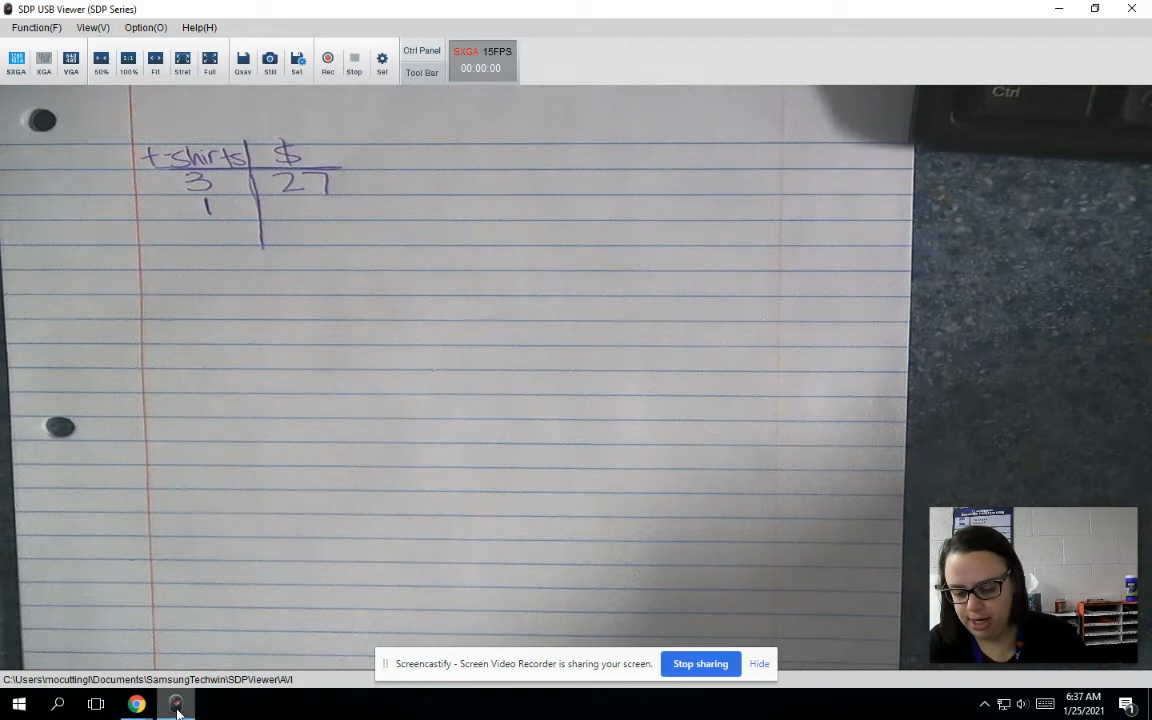 SDP USB Viewer (SDP Series)
Function(F) View(V) Option(O) Help(H)
SXGA XGA VGA 50% 100% Fit Stret Full Qsav Still Set Rec Stop Set
Ctrl Panel
Tool Bar
SXGA 15FPS
00:00:00
Ctrl
t-shirts $
3 27
1
Screencastify - Screen Video Recorder is sharing your screen. Stop sharing Hide
C:\Users\mocuttingl\Documents\SamsungTechwin\SDPViewer\AVI
6:37 AM
1/25/2021
1